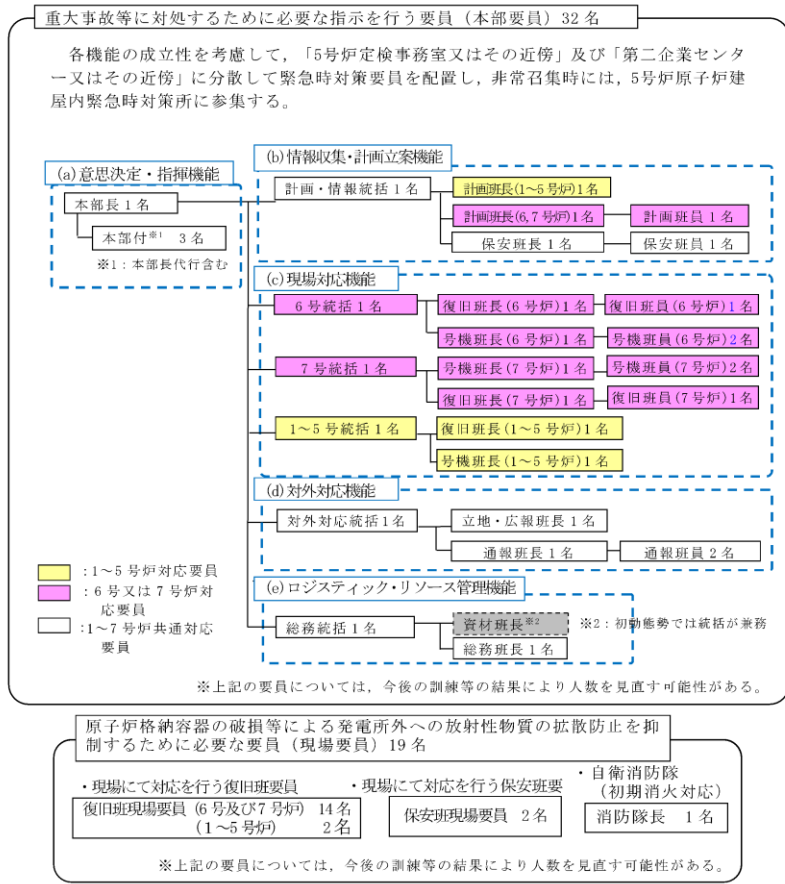 重大事故等に対処するために必要な指示を行う要員（本部要員）32名
各機能の成立性を考慮して，「5号炉定検事務室又はその近傍」及び「第二企業センタ
ー又はその近傍」に分散して緊急時対策要員を配置し，非常召集時には，5号炉原子炉建
屋内緊急時対策所に参集する。
(a)意思決定・指揮機能
本部長 1名
本部付※1 3名
※1：本部長代行含む
(b)情報収集・計画立案機能
計画・情報統括 1名
計画班長(1～5号炉)1名
計画班長(6,7号炉)1名
計画班員 1名
保安班長 1名
保安班員 1名
(c)現場対応機能
6号統括 1名
復旧班長(6号炉)1名
復旧班員(6号炉)1名
号機班長(6号炉)1名
号機班員(6号炉)2名
7号統括 1名
号機班長(7号炉)1名
号機班員(7号炉)2名
復旧班長(7号炉)1名
復旧班員(7号炉)1名
1～5号統括 1名
復旧班長(1～5号炉)1名
号機班長(1～5号炉)1名
(d)対外対応機能
対外対応統括 1名
立地・広報班長 1名
通報班長 1名
通報班員 2名
(e)ロジスティック・リソース管理機能
総務統括 1名
資材班長※2
総務班長 1名
※2：初動態勢では統括が兼務
：1～5号炉対応要員
：6号又は7号炉対
応要員
：1～7号炉共通対応
要員
※上記の要員については，今後の訓練等の結果により人数を見直す可能性がある。
原子炉格納容器の破損等による発電所外への放射性物質の拡散防止を抑
制するために必要な要員（現場要員）19名
・現場にて対応を行う復旧班要員
復旧班現場要員（6号及び7号炉） 14名
（1～5号炉） 2名
・現場にて対応を行う保安班要
保安班現場要員 2名
・自衛消防隊
（初期消火対応）
消防隊長 1名
※上記の要員については，今後の訓練等の結果により人数を見直す可能性がある。